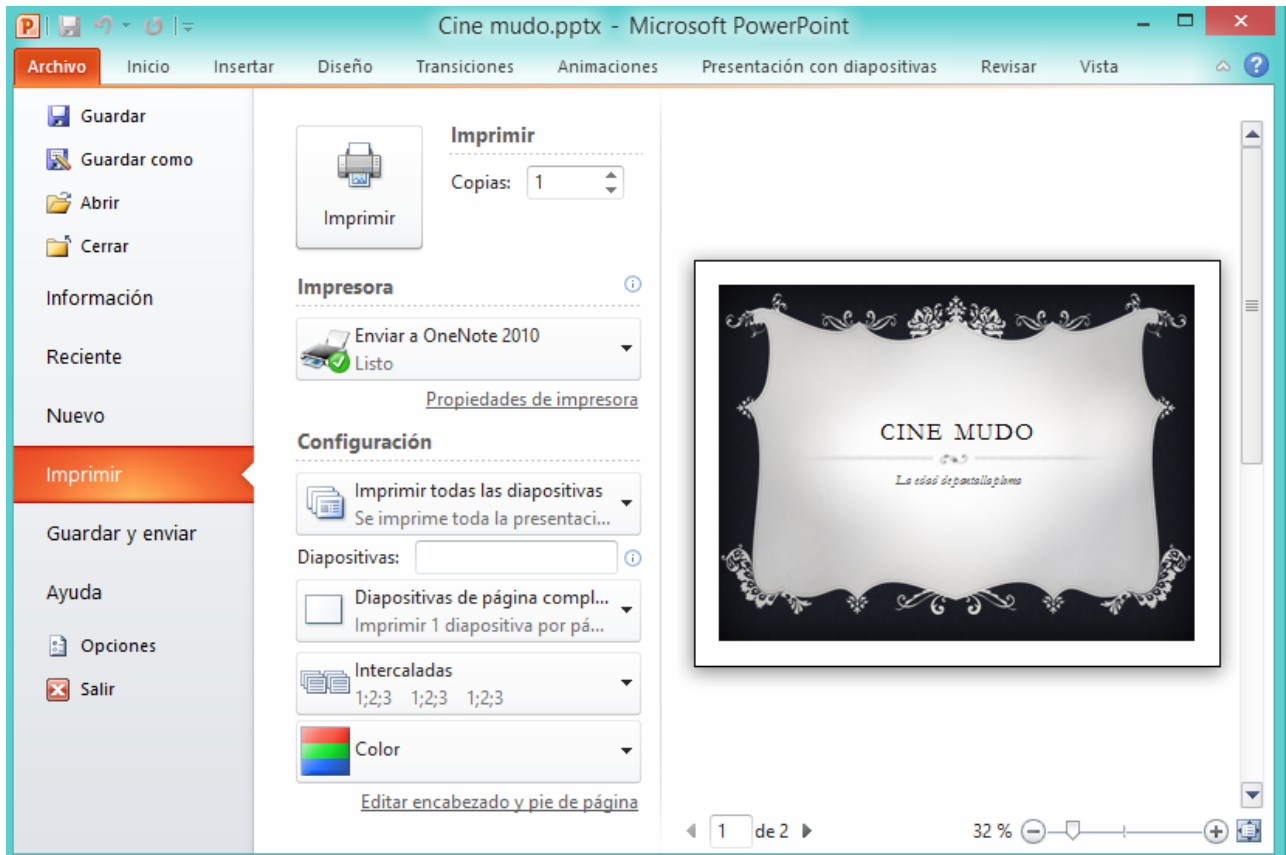 Cine mudo.pptx - Microsoft PowerPoint
Archivo Inicio Insertar Diseño Transiciones Animaciones Presentación con diapositivas Revisar Vista
Guardar
Guardar como
Abrir
Cerrar
Información
Reciente
Nuevo
Imprimir
Guardar y enviar
Ayuda
Opciones
Salir
Imprimir
Imprimir
Copias: 1
Impresora
Enviar a OneNote 2010
Listo
Propiedades de impresora
Configuración
Imprimir todas las diapositivas
Se imprime toda la presentaci...
Diapositivas:
Diapositivas de página compl...
Imprimir 1 diapositiva por pá...
Intercaladas
1;2;3 1;2;3 1;2;3
Color
Editar encabezado y pie de página
CINE MUDO
La edad de pantalla ploma
1 de 2
32 %